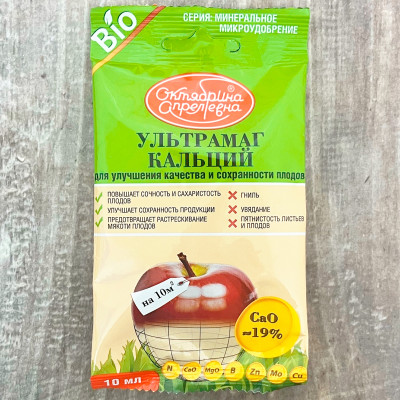 Bio
СЕРИЯ: МИНЕРАЛЬНОЕ
МИКРОУДОБРЕНИЕ
Октябрина
Апрелевна
УЛЬТРАМАГ
КАЛЬЦИЙ
для улучшения качества и сохранности плодов
ПОВЫШАЕТ СОЧНОСТЬ И САХАРИСТОСТЬ
ПЛОДОВ
УЛУЧШАЕТ СОХРАННОСТЬ ПРОДУКЦИИ
ПРЕДОТВРАЩАЕТ РАСТРЕСКИВАНИЕ
МЯКОТИ ПЛОДОВ
ГНИЛЬ
УВЯДАНИЕ
ПЯТНИСТОСТЬ ЛИСТЬЕВ
И ПЛОДОВ
на 10м²
CaO
~19%
N CaO MgO B Zn Mo Cu
10 МЛ